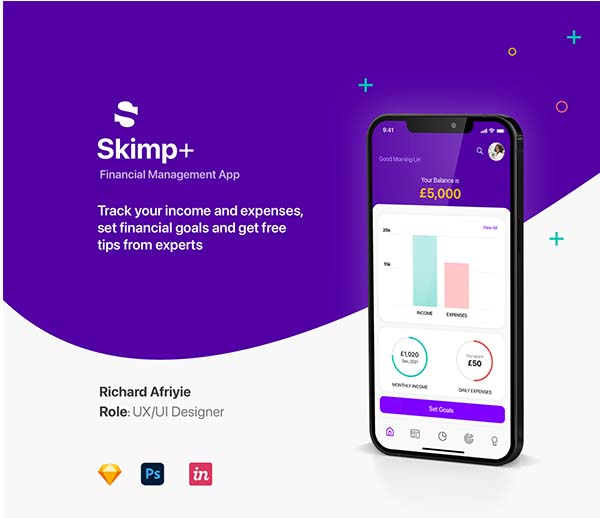 Skimp+
Financial Management App
Track your income and expenses,
set financial goals and get free
tips from experts
Richard Afriyie
Role: UX/UI Designer
Ps
in
9:41
Good Morning Lin
Your Balance is
£5,000
View All
20k
15k
INCOME
EXPENSES
£1,020
Dec, 2021
MONTHLY INCOME
You spent
£50
DAILY EXPENSES
Set Goals